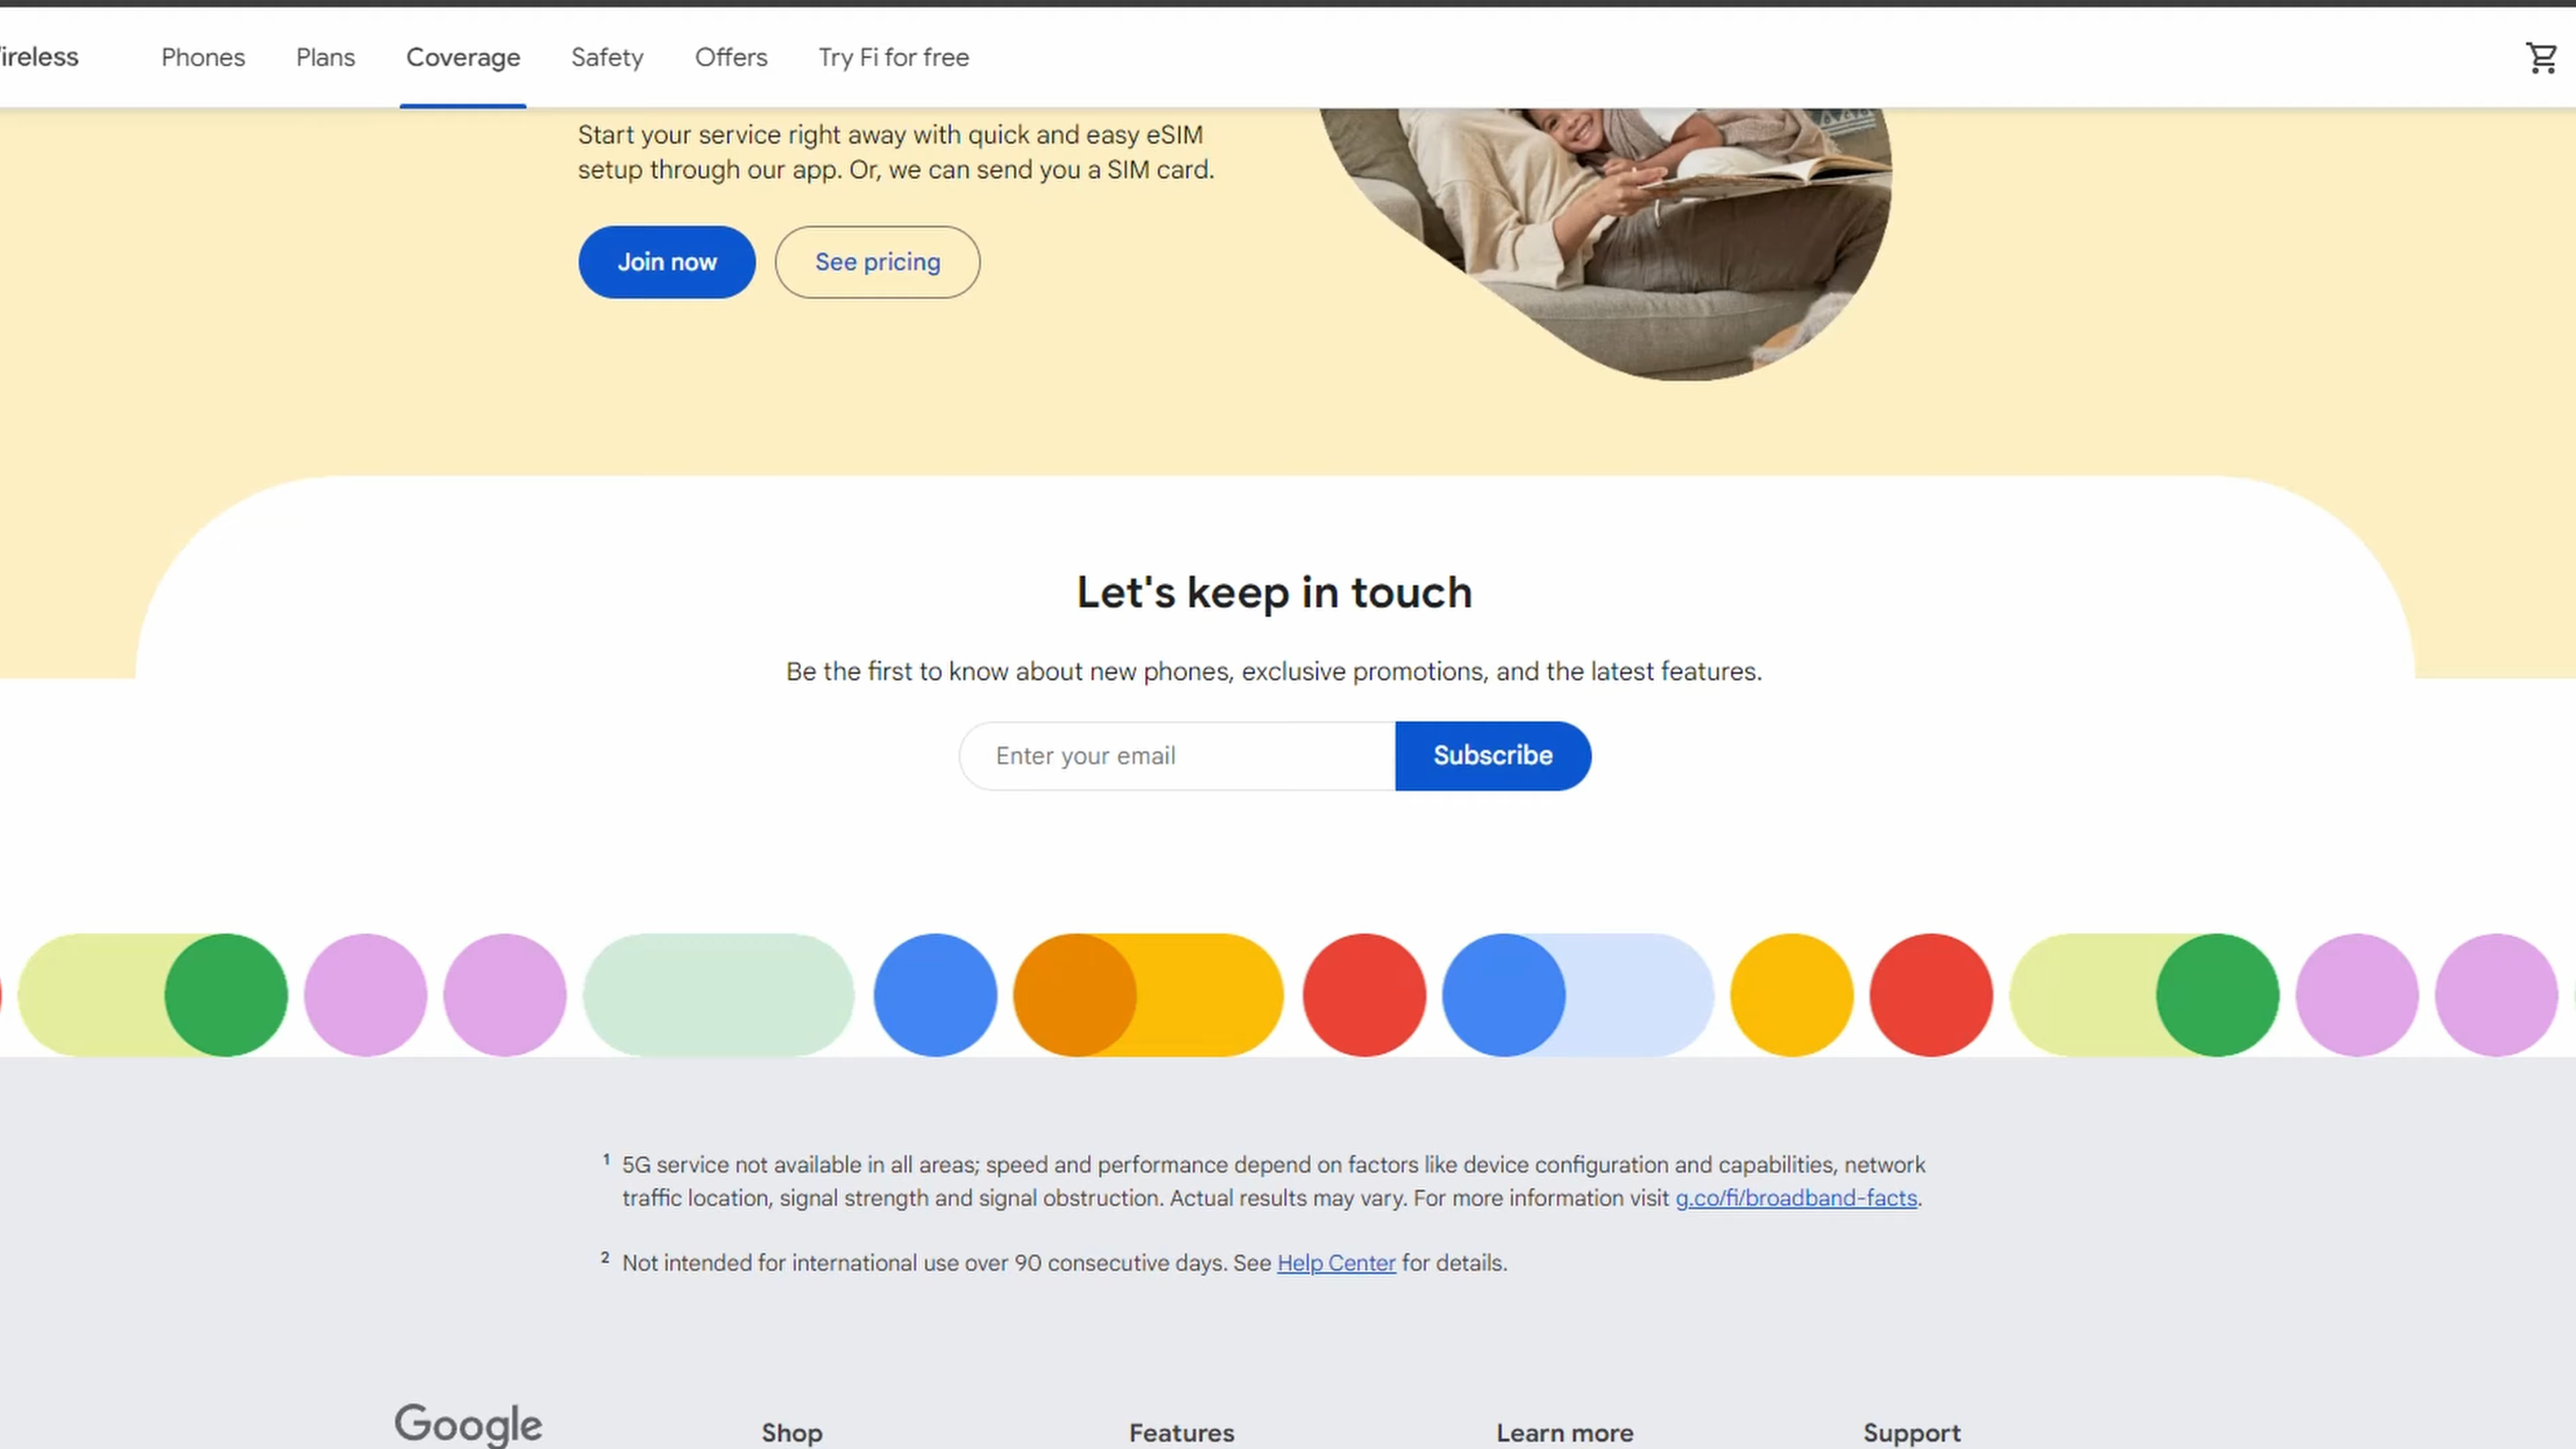 Phones Plans Coverage Safety Offers Try Fi for free
Start your service right away with quick and easy eSIM
setup through our app. Or, we can send you a SIM card.
Join now See pricing
Let's keep in touch
Be the first to know about new phones, exclusive promotions, and the latest features.
Enter your email Subscribe
1 5G service not available in all areas; speed and performance depend on factors like device configuration and capabilities, network
traffic location, signal strength and signal obstruction. Actual results may vary. For more information visit g.co/fi/broadband-facts.
2 Not intended for international use over 90 consecutive days. See Help Center for details.
Google Shop Features Learn more Support